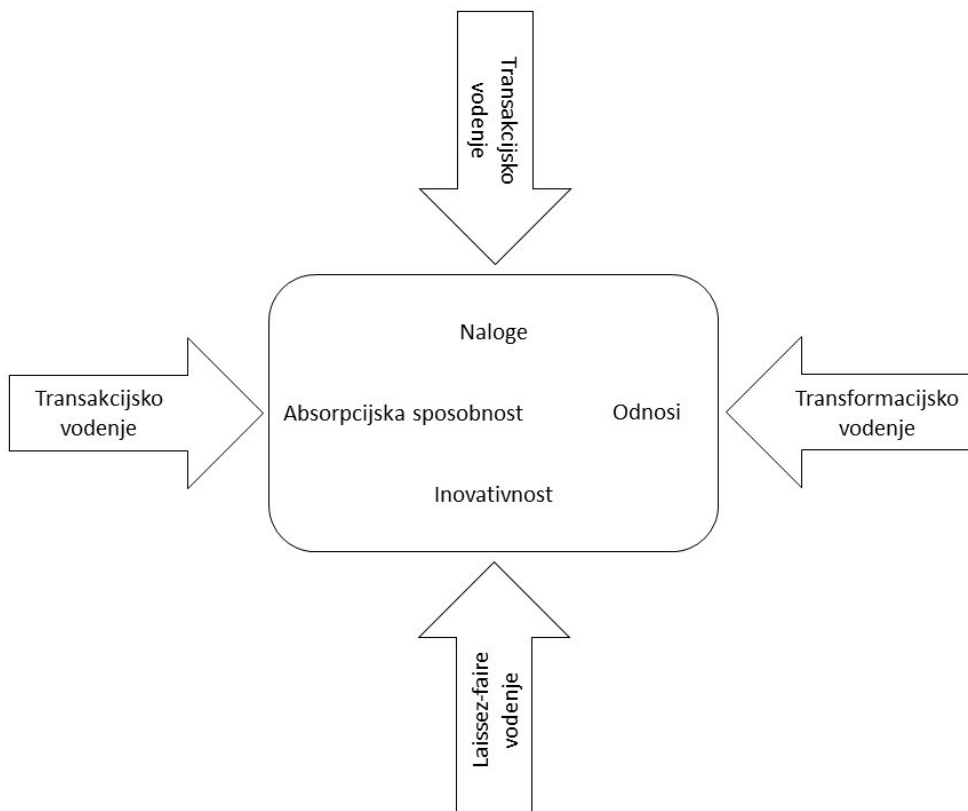 Transakcijsko
vodenje
Naloge
Transakcijsko
vodenje
Absorpcijska sposobnost
Odnosi
Transformacijsko
vodenje
Inovativnost
Laissez-faire
vodenje